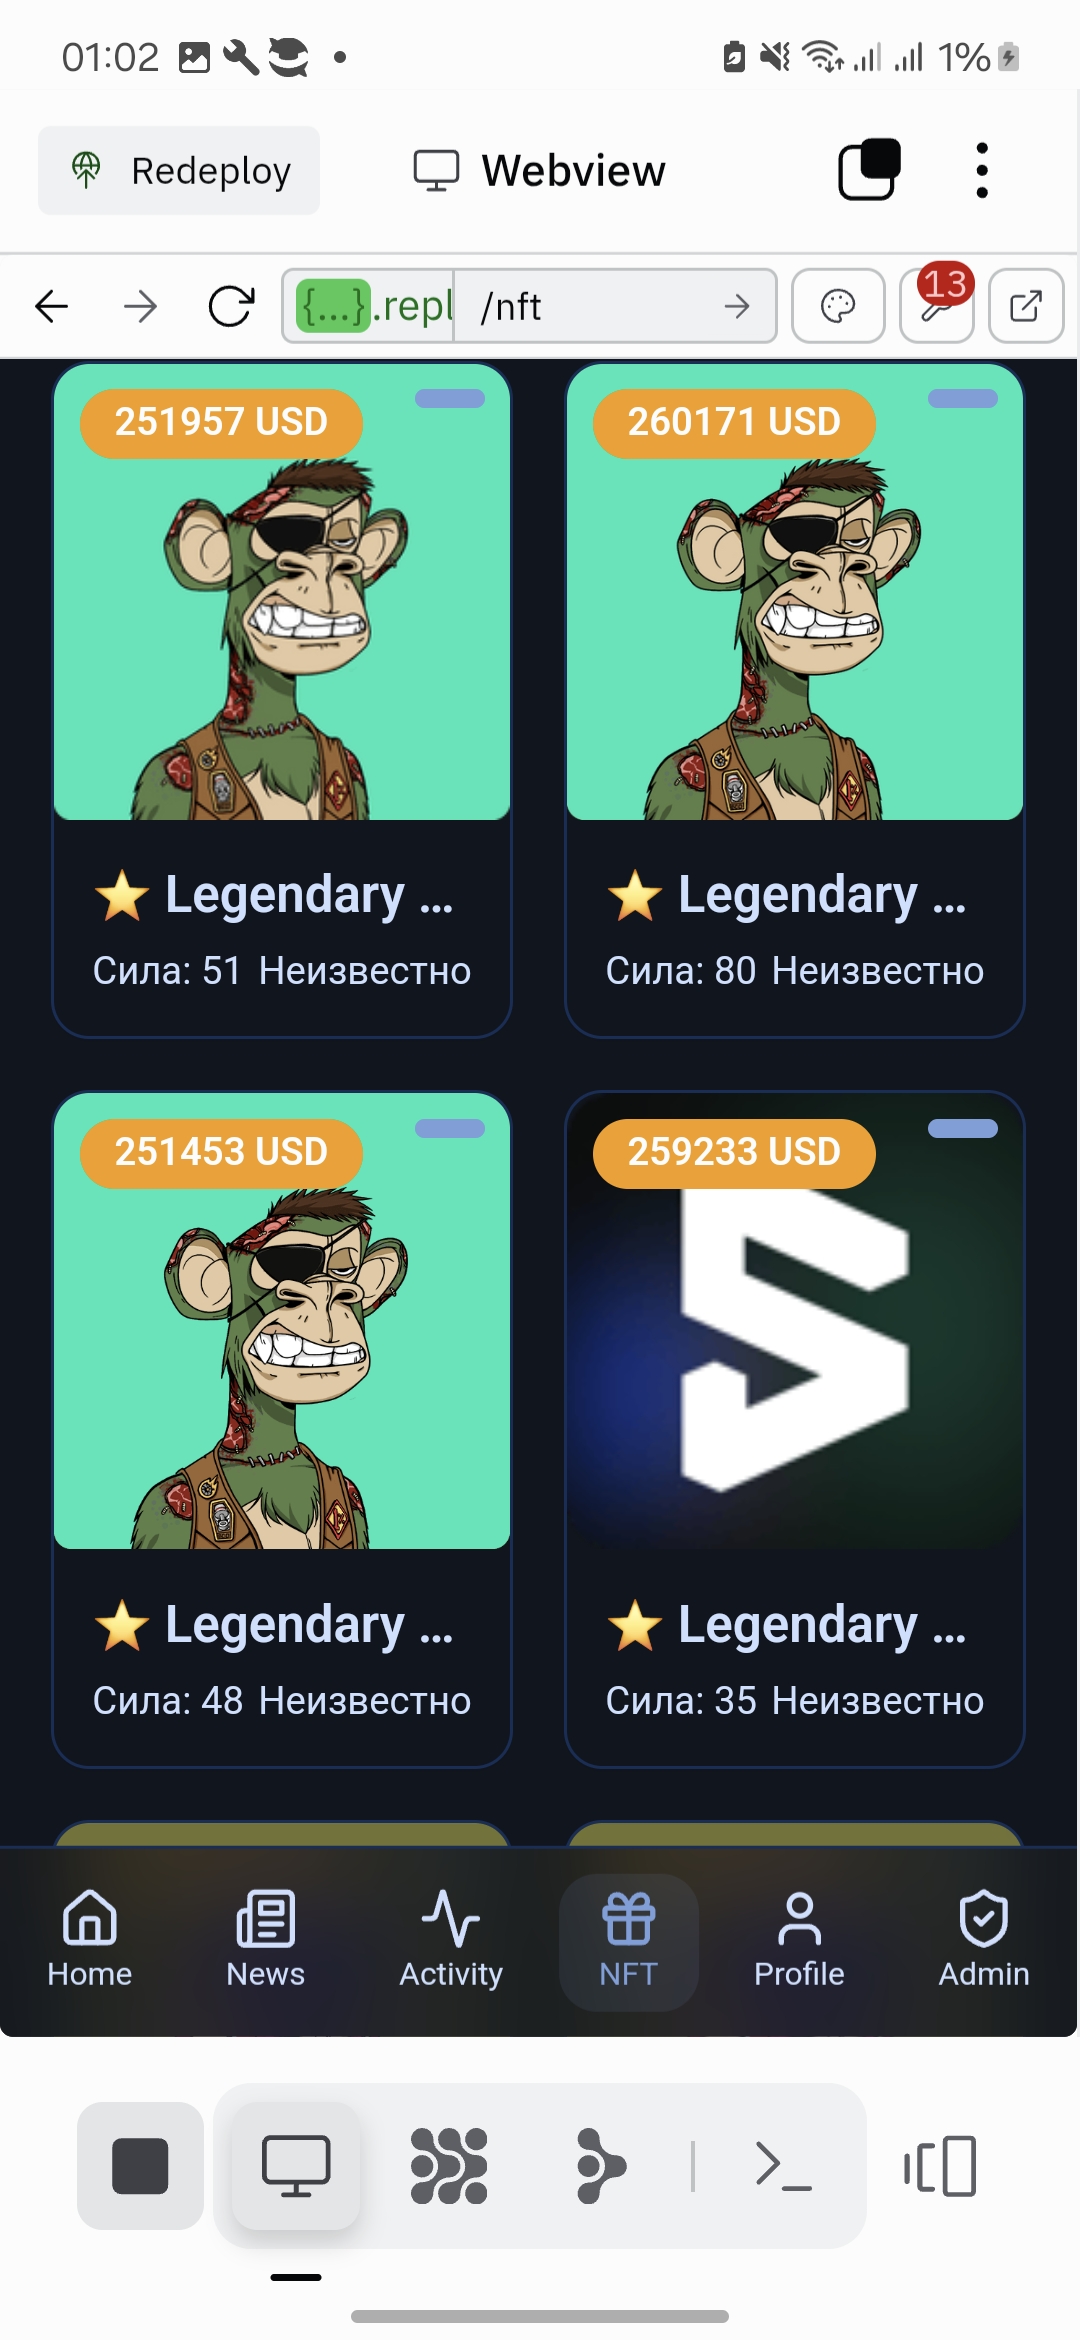 01:02
1%
Redeploy
Webview
{...}.repl
/nft
13
251957 USD
260171 USD
⭐ Legendary ...
⭐ Legendary ...
Сила: 51 Неизвестно
Сила: 80 Неизвестно
251453 USD
259233 USD
⭐ Legendary ...
⭐ Legendary ...
Сила: 48 Неизвестно
Сила: 35 Неизвестно
Home
News
Activity
NFT
Profile
Admin